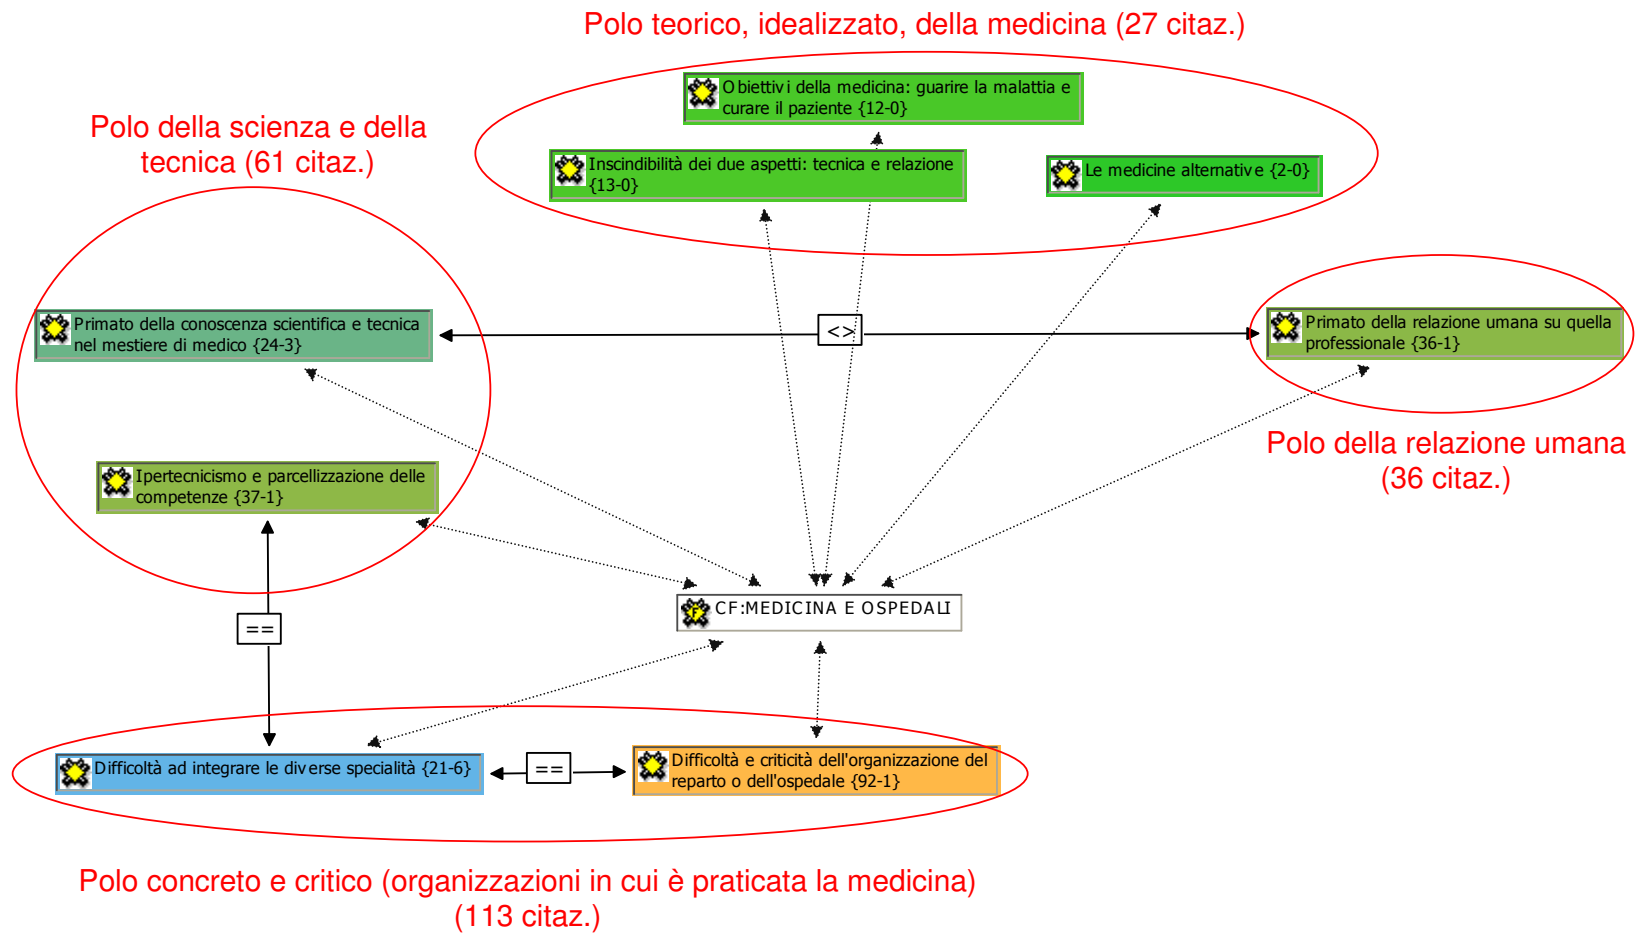 Polo teorico, idealizzato, della medicina (27 citaz.)
Obiettivi della medicina: guarire la malattia e
curare il paziente {12-0}
Polo della scienza e della
tecnica (61 citaz.)
Inscindibilità dei due aspetti: tecnica e relazione
{13-0}
Le medicine alternative {2-0}
Primato della conoscenza scientifica e tecnica
nel mestiere di medico {24-3}
<>
Primato della relazione umana su quella
professionale {36-1}
Polo della relazione umana
(36 citaz.)
Ipertecnicismo e parcellizzazione delle
competenze {37-1}
CF:MEDICINA E OSPEDALI
==
Difficoltà ad integrare le diverse specialità {21-6}
==
Difficoltà e criticità dell'organizzazione del
reparto o dell'ospedale {92-1}
Polo concreto e critico (organizzazioni in cui è praticata la medicina)
(113 citaz.)